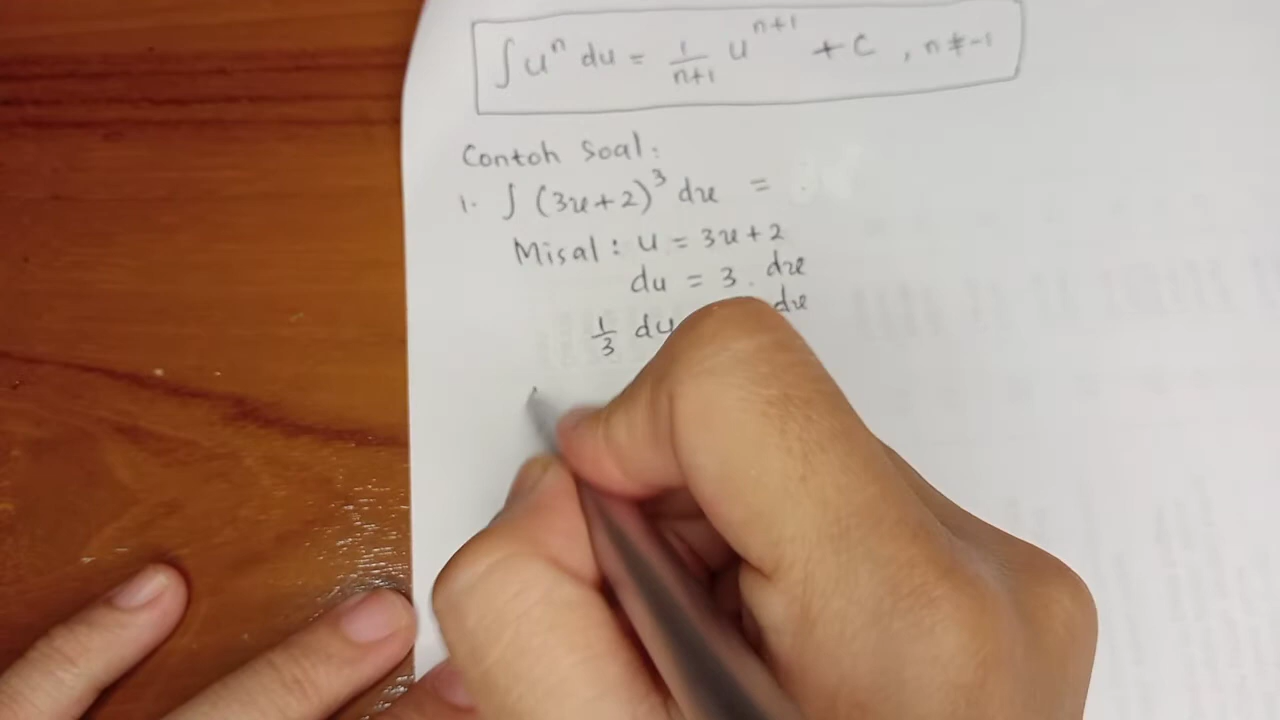 ∫ uⁿ du = 1/(n+1) u^(n+1) + C , n ≠ -1
Contoh Soal :
1. ∫ (3x+2)³ dx =
Misal : u = 3x+2
du = 3 . dx
1/3 du dx